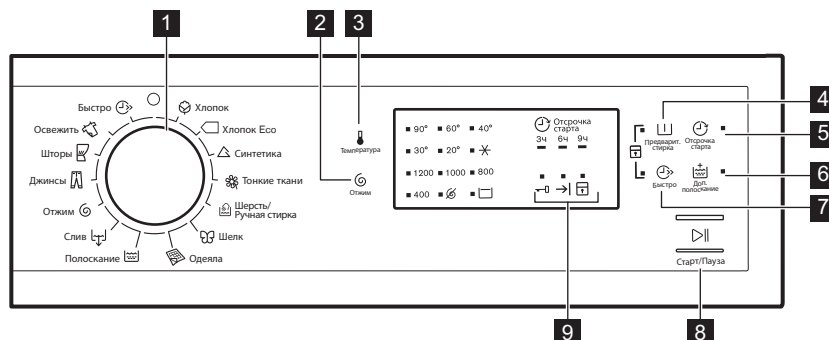 1
2
3
Быстро
Освежить
Шторы
Джинсы
Отжим
Слив
Полоскание
Хлопок
Хлопок Eco
Синтетика
Тонкие ткани
Шерсть/
Ручная стирка
Шелк
Одеяла
Температура
Отжим
90° 60° 40°
30° 20°
1200 1000 800
400
Отсрочка
старта
3ч 6ч 9ч
Предварит.
стирка
Отсрочка
старта
Быстро
Доп.
полоскание
Старт/Пауза
4
5
6
7
8
9